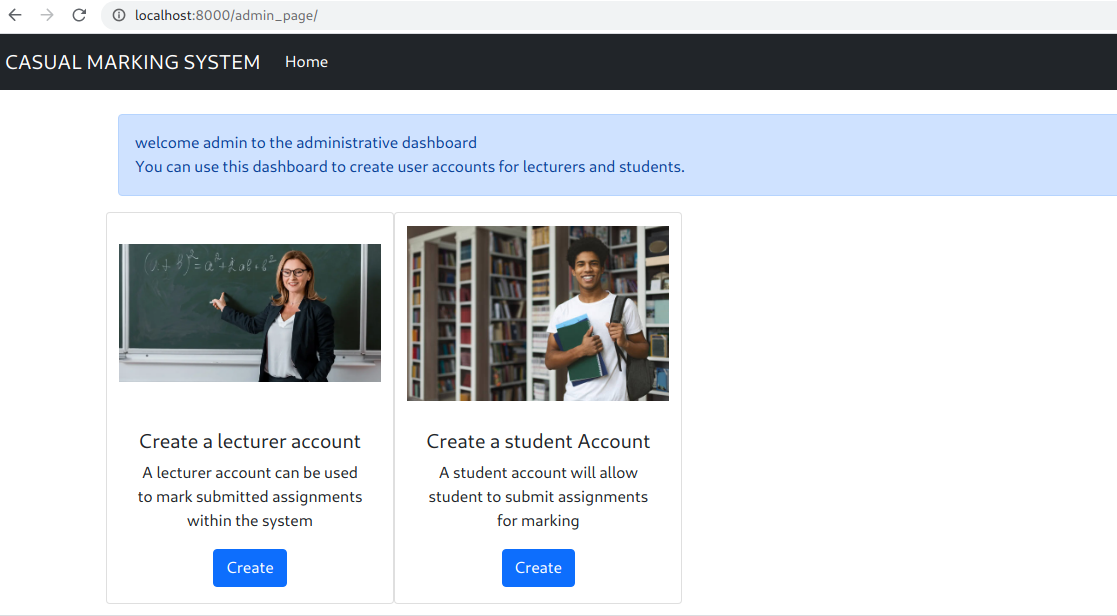 localhost:8000/admin_page/
CASUAL MARKING SYSTEM Home
welcome admin to the administrative dashboard
You can use this dashboard to create user accounts for lecturers and students.
(a + b)² = a² + 2ab + b²
Create a lecturer account
A lecturer account can be used
to mark submitted assignments
within the system
Create
Create a student Account
A student account will allow
student to submit assignments
for marking
Create